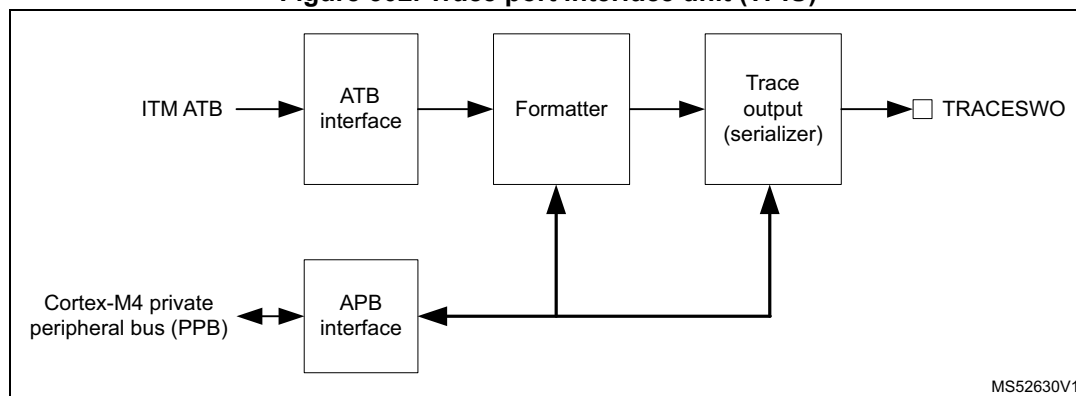 ITM ATB
ATB
interface
Formatter
Trace
output
(serializer)
TRACESWO
Cortex-M4 private
peripheral bus (PPB)
APB
interface
MS52630V1